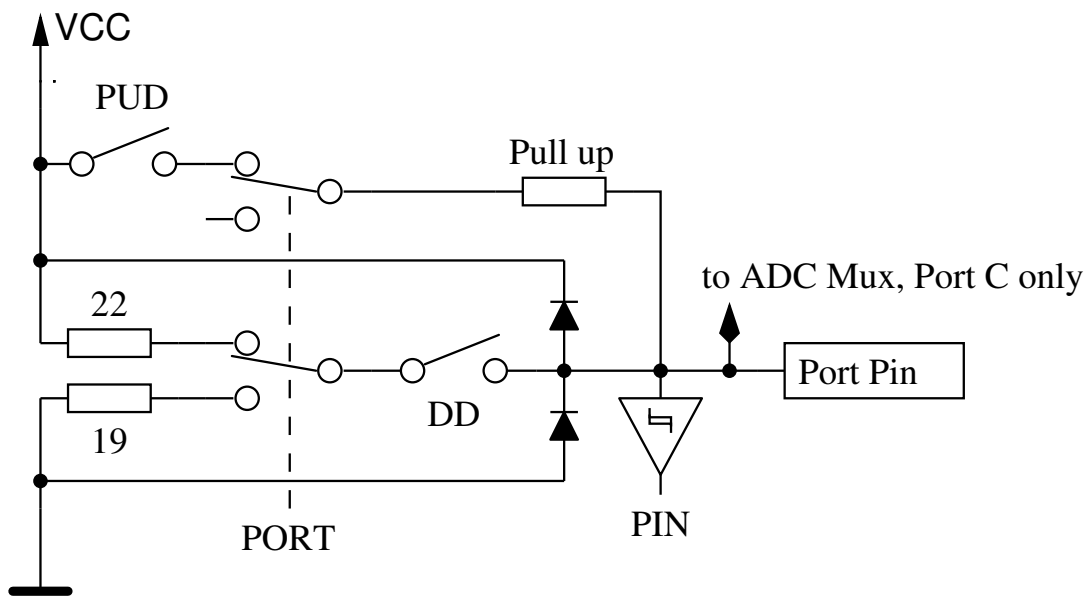 VCC
PUD
Pull up
to ADC Mux, Port C only
22
Port Pin
DD
19
PORT
PIN